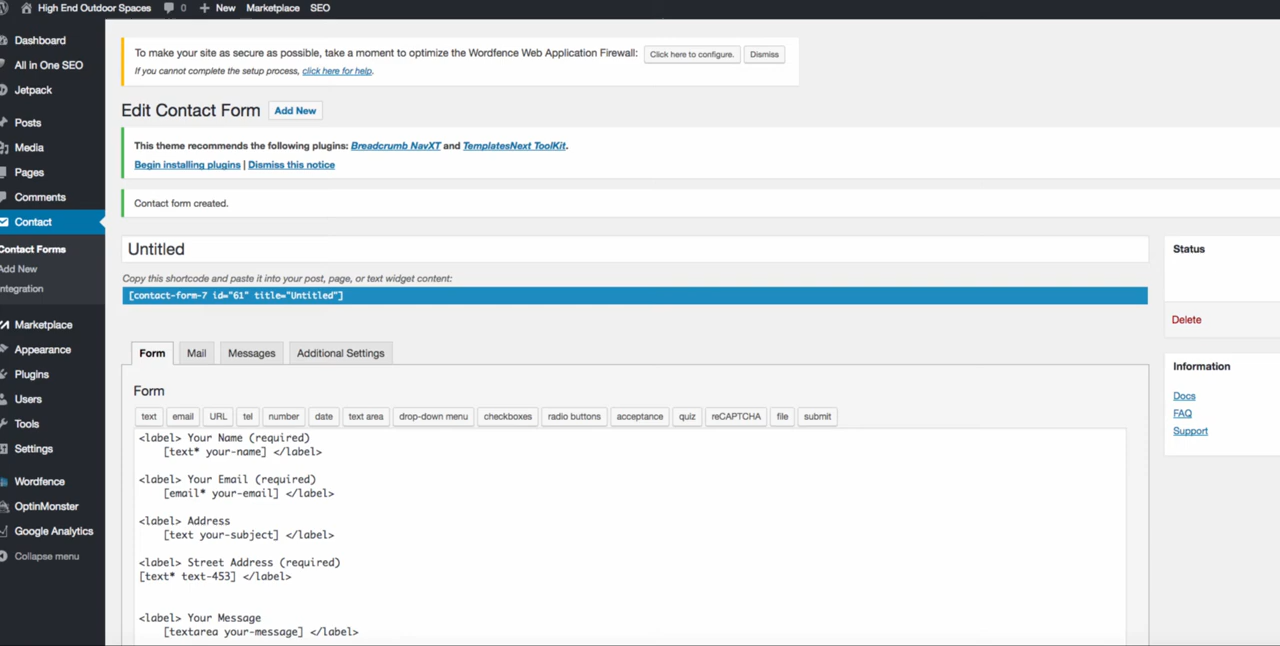 High End Outdoor Spaces 0 New Marketplace SEO
Dashboard
All in One SEO
Jetpack
Posts
Media
Pages
Comments
Contact
Contact Forms
Add New
Integration
Marketplace
Appearance
Plugins
Users
Tools
Settings
Wordfence
OptinMonster
Google Analytics
Collapse menu
To make your site as secure as possible, take a moment to optimize the Wordfence Web Application Firewall: Click here to configure. Dismiss
If you cannot complete the setup process, click here for help.
Edit Contact Form Add New
This theme recommends the following plugins: Breadcrumb NavXT and TemplatesNext ToolKit.
Begin installing plugins | Dismiss this notice
Contact form created.
Untitled
Copy this shortcode and paste it into your post, page, or text widget content:
[contact-form-7 id="61" title="Untitled"]
Form Mail Messages Additional Settings
Form
text email URL tel number date text area drop-down menu checkboxes radio buttons acceptance quiz reCAPTCHA file submit
<label> Your Name (required)
[text* your-name] </label>
<label> Your Email (required)
[email* your-email] </label>
<label> Address
[text your-subject] </label>
<label> Street Address (required)
[text* text-453] </label>
<label> Your Message
[textarea your-message] </label>
Status
Delete
Information
Docs
FAQ
Support